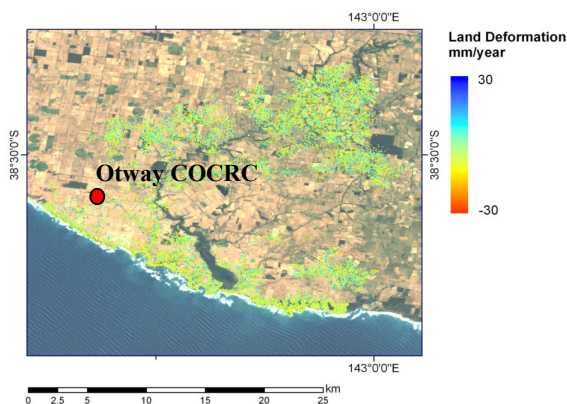 143°0'0"E
Land Deformation
mm/year
30
-30
38°30'0"S
38°30'0"S
Otway COCRC
143°0'0"E
km
0 2.5 5 10 15 20 25